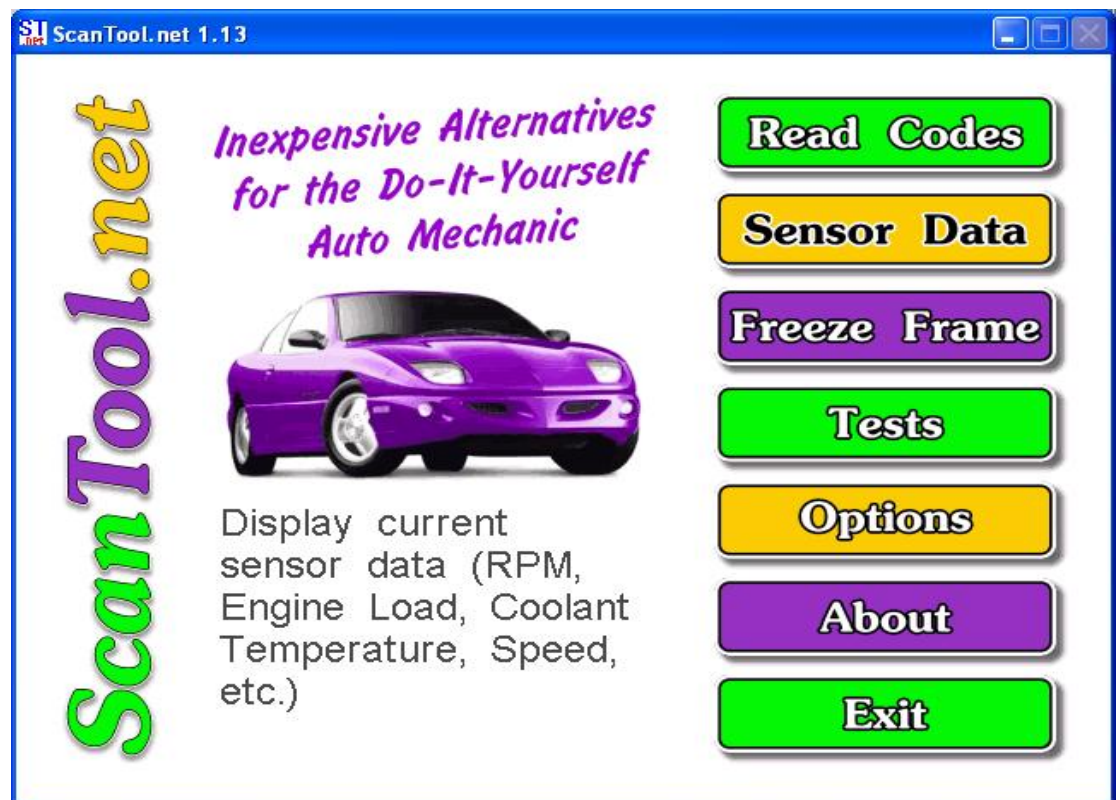 ScanTool.net 1.13
ScanTool.net
Inexpensive Alternatives
for the Do-It-Yourself
Auto Mechanic
Display current
sensor data (RPM,
Engine Load, Coolant
Temperature, Speed,
etc.)
Read Codes
Sensor Data
Freeze Frame
Tests
Options
About
Exit